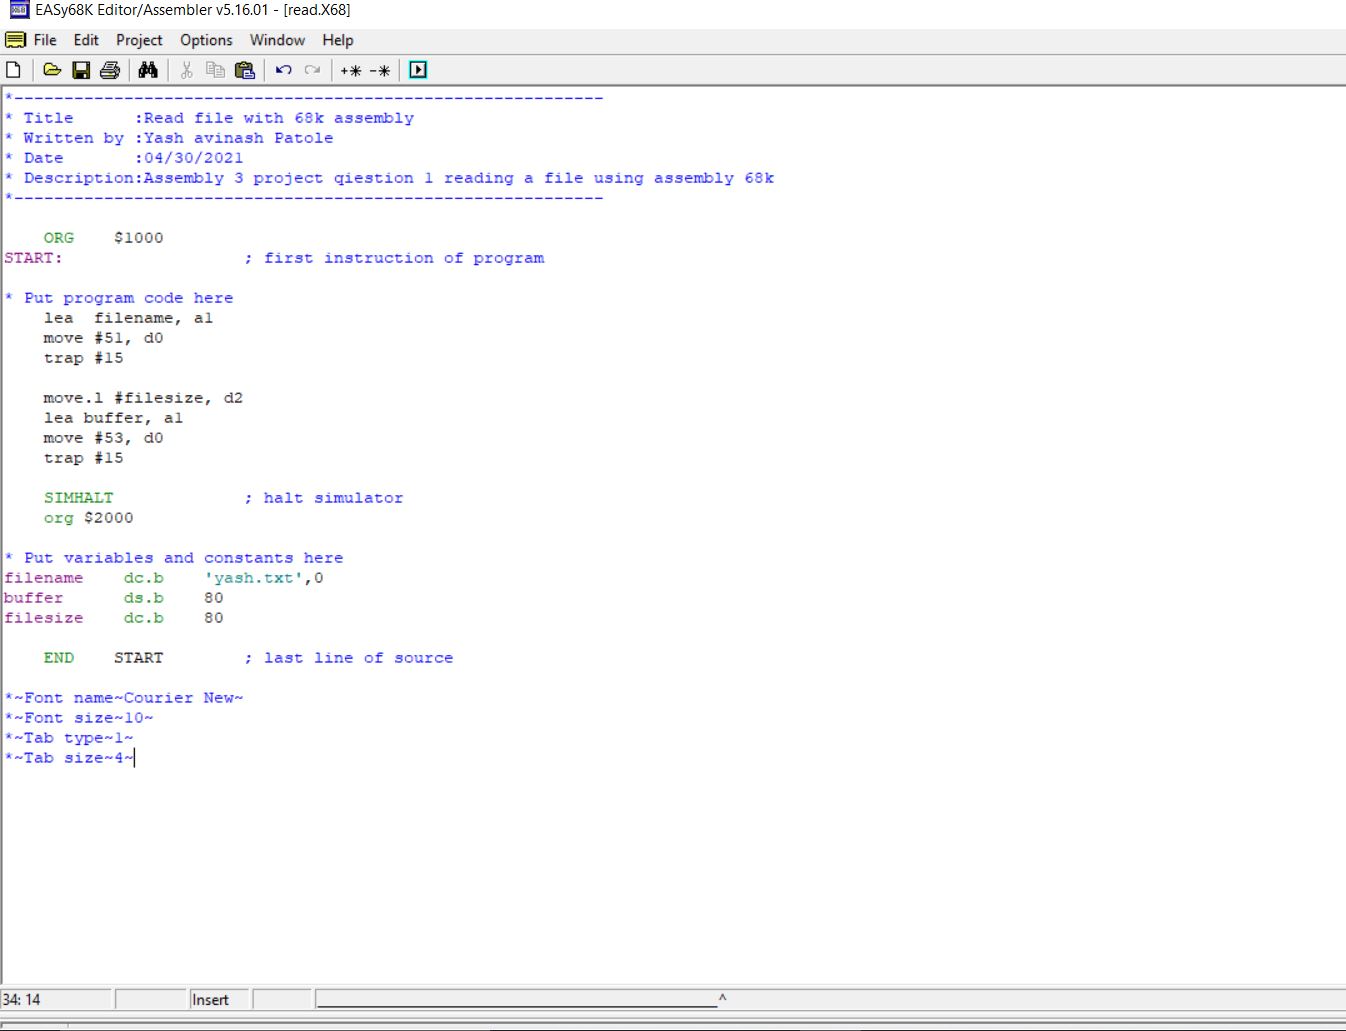 EASy68K Editor/Assembler v5.16.01 - [read.X68]
File Edit Project Options Window Help
*-----------------------------------------------------------
* Title      :Read file with 68k assembly
* Written by :Yash avinash Patole
* Date       :04/30/2021
* Description:Assembly 3 project qiestion 1 reading a file using assembly 68k
*-----------------------------------------------------------
    ORG    $1000
START:                  ; first instruction of program
* Put program code here
    lea  filename, a1
    move #51, d0
    trap #15
    move.l #filesize, d2
    lea buffer, a1
    move #53, d0
    trap #15
    SIMHALT             ; halt simulator
    org $2000
* Put variables and constants here
filename    dc.b    'yash.txt',0
buffer      ds.b    80
filesize    dc.b    80
    END    START        ; last line of source
*~Font name~Courier New~
*~Font size~10~
*~Tab type~1~
*~Tab size~4~
34: 14 Insert